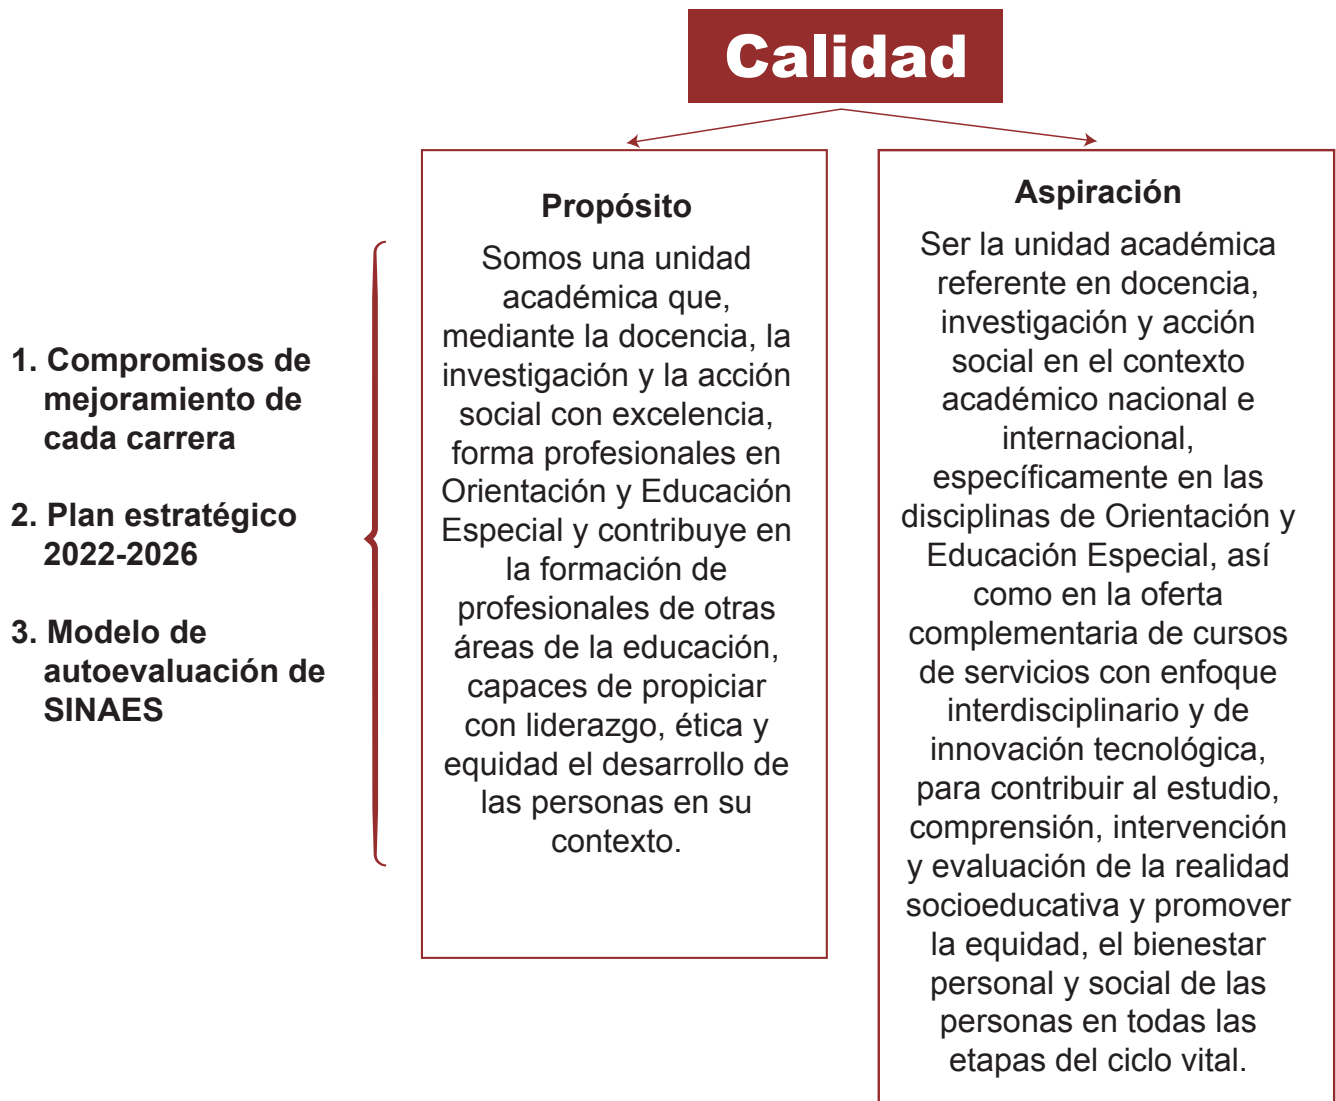 Calidad
1. Compromisos de
mejoramiento de
cada carrera
2. Plan estratégico
2022-2026
3. Modelo de
autoevaluación de
SINAES
Propósito
Somos una unidad
académica que,
mediante la docencia, la
investigación y la acción
social con excelencia,
forma profesionales en
Orientación y Educación
Especial y contribuye en
la formación de
profesionales de otras
áreas de la educación,
capaces de propiciar
con liderazgo, ética y
equidad el desarrollo de
las personas en su
contexto.
Aspiración
Ser la unidad académica
referente en docencia,
investigación y acción
social en el contexto
académico nacional e
internacional,
específicamente en las
disciplinas de Orientación y
Educación Especial, así
como en la oferta
complementaria de cursos
de servicios con enfoque
interdisciplinario y de
innovación tecnológica,
para contribuir al estudio,
comprensión, intervención
y evaluación de la realidad
socioeducativa y promover
la equidad, el bienestar
personal y social de las
personas en todas las
etapas del ciclo vital.